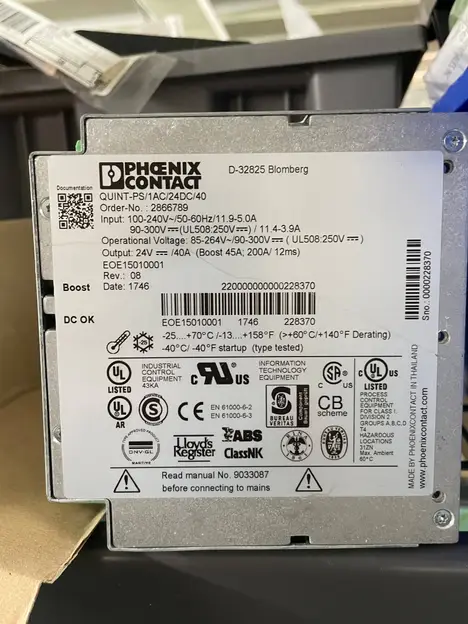 PHŒNIX
CONTACT
D-32825 Blomberg
Documentation
QUINT-PS/1AC/24DC/40
Order-No.: 2866789
Input: 100-240V~/50-60Hz/11.9-5.0A
90-300V⎓(UL508:250V⎓) / 11.4-3.9A
Operational Voltage: 85-264V~/90-300V⎓ ( UL508:250V⎓)
Output: 24V⎓ /40A (Boost 45A; 200A/ 12ms)
EOE15010001
Rev.: 08
Boost
Date: 1746
220000000000228370
DC OK
EOE15010001 1746 228370
-25....+70°C /-13....+158°F (>+60°C/+140°F Derating)
-40°C/ -40°F startup (type tested)
-25
UL
LISTED
INDUSTRIAL
CONTROL
EQUIPMENT
43KA
C UL US
INFORMATION
TECHNOLOGY
EQUIPMENT
SA
C US
C UL US
LISTED
PROCESS
CONTROL
EQUIPMENT
FOR CLASS I,
DIVISION 2
GROUPS A,B,C,D
T4
HAZARDOUS
LOCATIONS
31ZN
Max. Ambient
60°C
UL
AR
S
CE
EN 61000-6-2
EN 61000-6-3
BUREAU
VERITAS
CB
scheme
DNV·GL
Lloyd's
Register
ABS
ClassNK
Read manual No. 9033087
before connecting to mains
Sno.: 0000228370
MADE BY PHOENIXCONTACT IN THAILAND
www.phoenixcontact.com